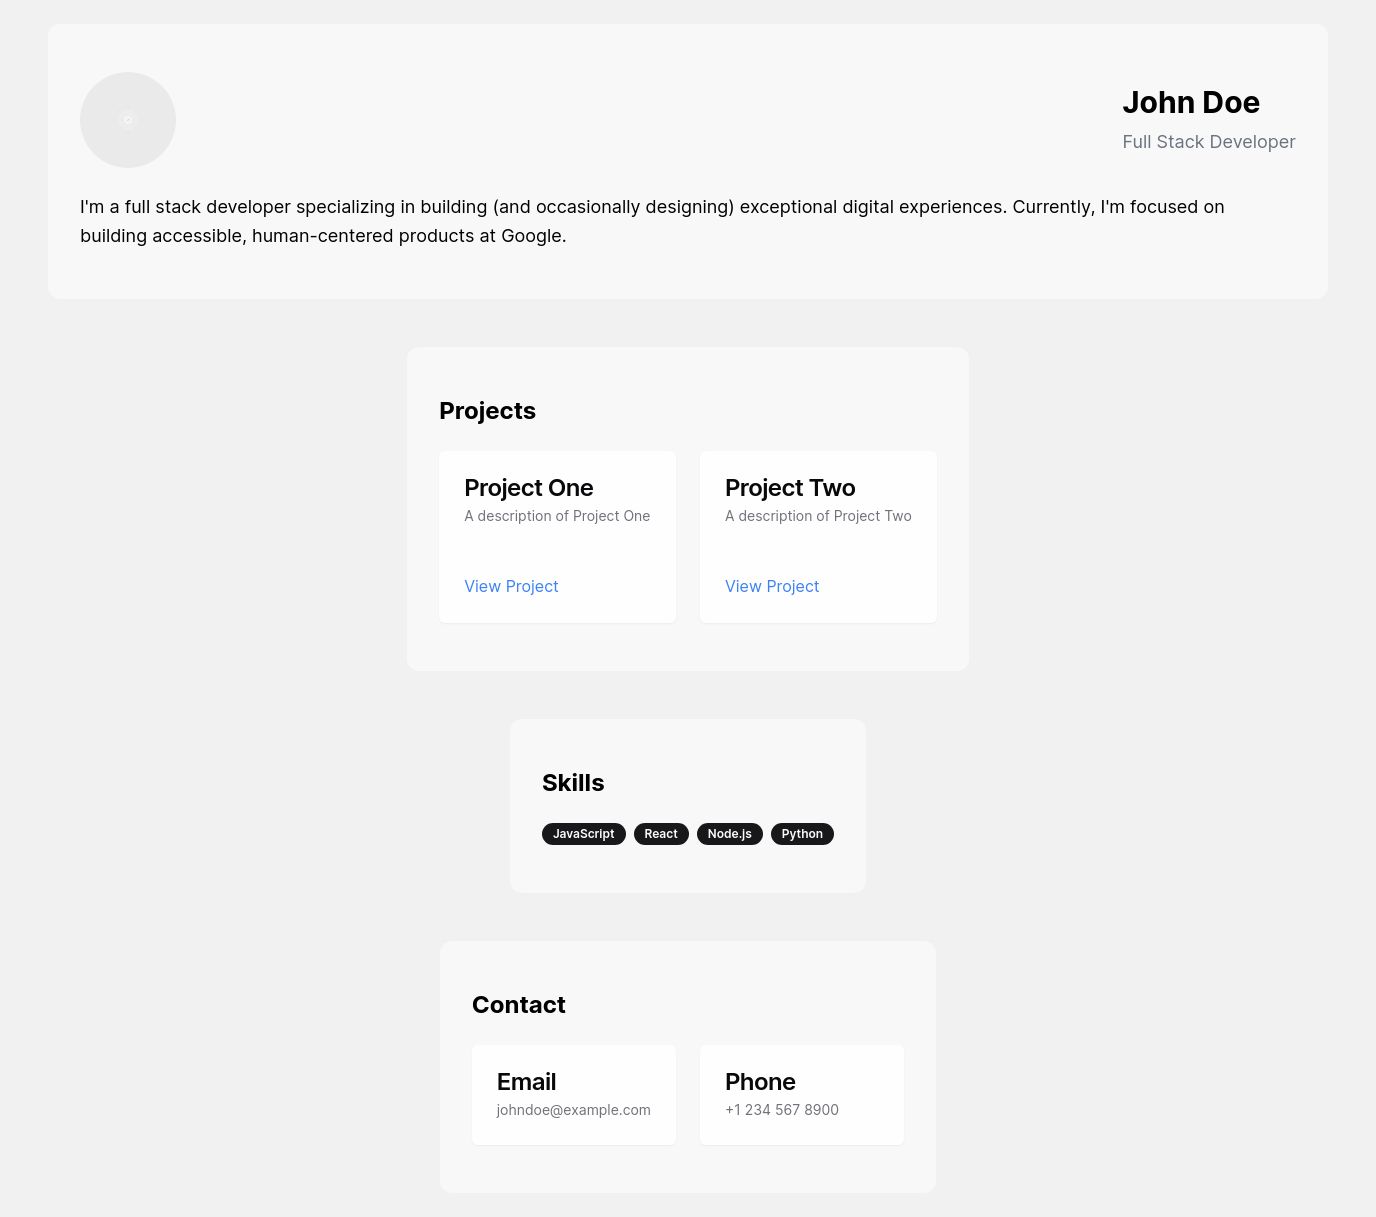 John Doe
Full Stack Developer
I'm a full stack developer specializing in building (and occasionally designing) exceptional digital experiences. Currently, I'm focused on
building accessible, human-centered products at Google.
Projects
Project One
A description of Project One
View Project
Project Two
A description of Project Two
View Project
Skills
JavaScript
React
Node.js
Python
Contact
Email
johndoe@example.com
Phone
+1 234 567 8900